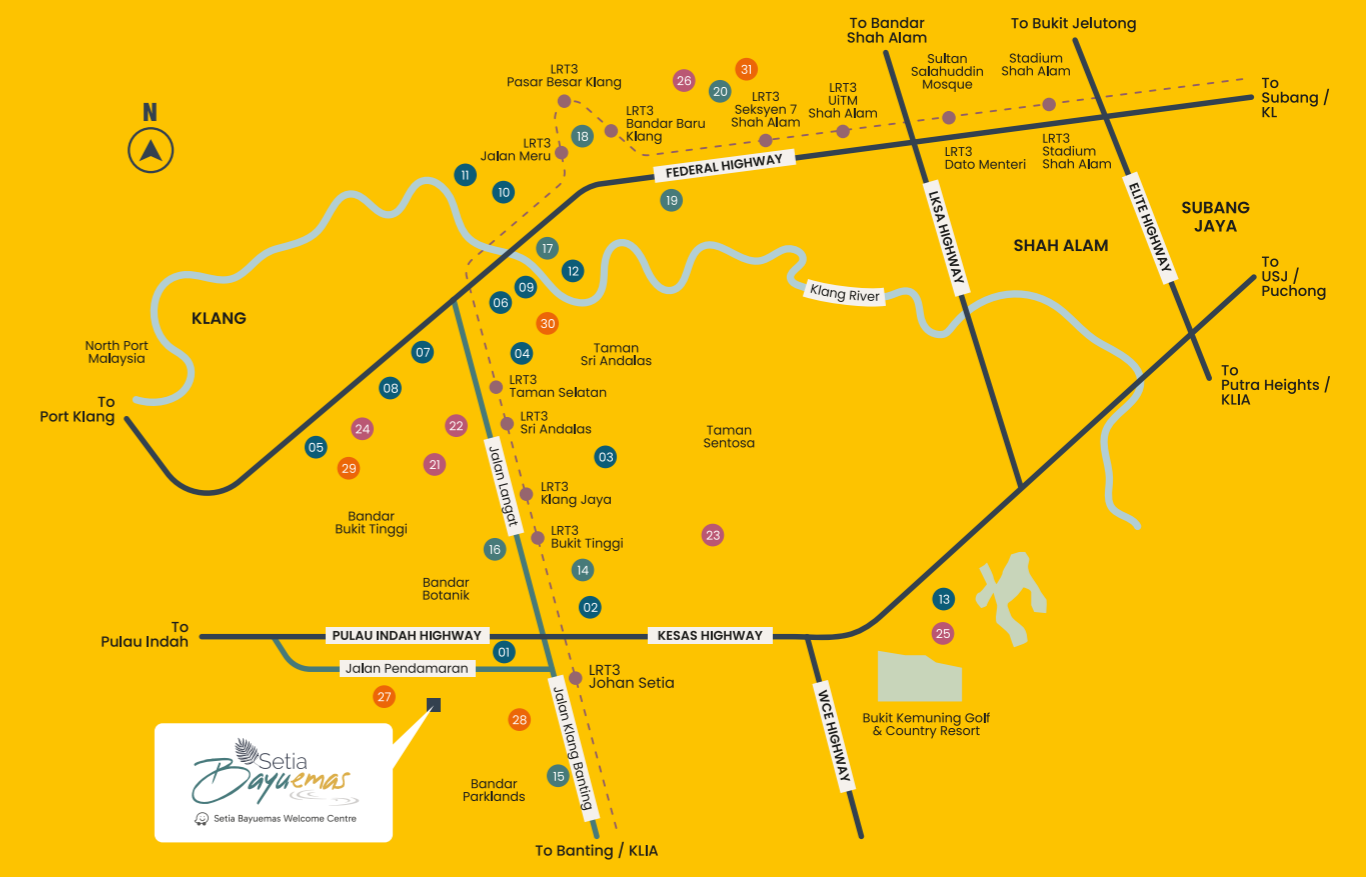 To Bandar
Shah Alam
To Bukit Jelutong
LRT3
Pasar Besar Klang
26
31
20
Sultan
Salahuddin
Mosque
Stadium
Shah Alam
To
Subang /
KL
N
LRT3
Bandar Baru
Klang
LRT3
Seksyen 7
Shah Alam
LRT3
UiTM
Shah Alam
18
LRT3
Jalan Meru
LRT3
Dato Menteri
LRT3
Stadium
Shah Alam
FEDERAL HIGHWAY
11
10
19
LKSA HIGHWAY
ELITE HIGHWAY
SUBANG
JAYA
SHAH ALAM
17
12
09
06
Klang River
To
USJ /
Puchong
KLANG
30
North Port
Malaysia
07
04
Taman
Sri Andalas
08
LRT3
Taman Selatan
To
Putra Heights /
KLIA
To
Port Klang
24
22
LRT3
Sri Andalas
Taman
Sentosa
05
29
21
03
Jalan Langat
LRT3
Klang Jaya
Bandar
Bukit Tinggi
LRT3
Bukit Tinggi
23
16
14
Bandar
Botanik
02
13
To
Pulau Indah
PULAU INDAH HIGHWAY
KESAS HIGHWAY
25
01
Jalan Pendamaran
LRT3
Johan Setia
27
28
Jalan Klang Banting
WCE HIGHWAY
Bukit Kemuning Golf
& Country Resort
Setia
Bayuemas
Setia Bayuemas Welcome Centre
15
Bandar
Parklands
To Banting / KLIA